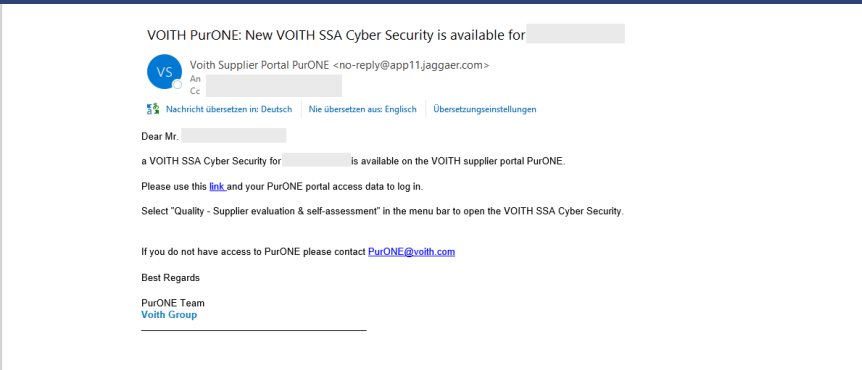 VOITH PurONE: New VOITH SSA Cyber Security is available for
VS
Voith Supplier Portal PurONE <no-reply@app11.jaggaer.com>
An
Cc
Nachricht übersetzen in: Deutsch | Nie übersetzen aus: Englisch | Übersetzungseinstellungen
Dear Mr.
a VOITH SSA Cyber Security for is available on the VOITH supplier portal PurONE.
Please use this link and your PurONE portal access data to log in.
Select "Quality - Supplier evaluation & self-assessment" in the menu bar to open the VOITH SSA Cyber Security.
If you do not have access to PurONE please contact PurONE@voith.com
Best Regards
PurONE Team
Voith Group